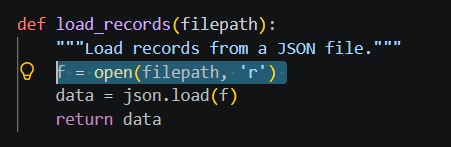 def load_records(filepath):
    """Load records from a JSON file."""
    f = open(filepath, 'r')
    data = json.load(f)
    return data